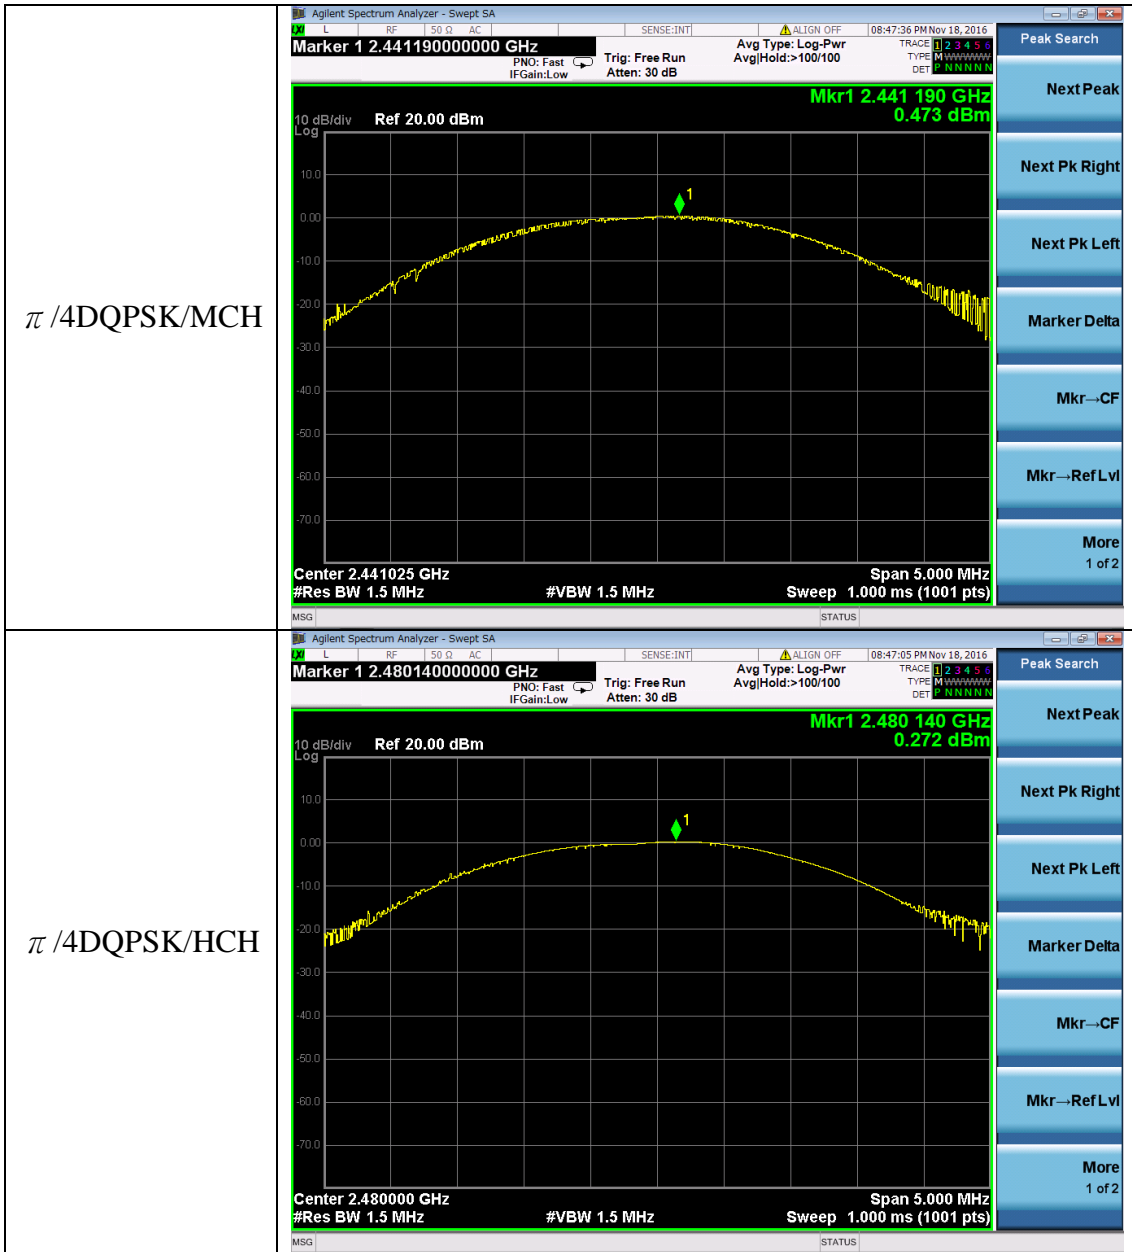 π/4DQPSK/MCH
Agilent Spectrum Analyzer - Swept SA
LXI L RF 50 Ω AC SENSE:INT ALIGN OFF 08:47:36 PM Nov 18, 2016
Marker 1 2.441190000000 GHz
PNO: Fast
IFGain:Low
Trig: Free Run
Atten: 30 dB
Avg Type: Log-Pwr
Avg|Hold:>100/100
TRACE 1 2 3 4 5 6
TYPE M WWWWW
DET P N N N N N
Mkr1 2.441 190 GHz
0.473 dBm
10 dB/div Ref 20.00 dBm
Log
1
10.0
0.00
-10.0
-20.0
-30.0
-40.0
-50.0
-60.0
-70.0
Center 2.441025 GHz Span 5.000 MHz
#Res BW 1.5 MHz #VBW 1.5 MHz Sweep 1.000 ms (1001 pts)
MSG STATUS
Peak Search
Next Peak
Next Pk Right
Next Pk Left
Marker Delta
Mkr→CF
Mkr→Ref Lvl
More
1 of 2
π/4DQPSK/HCH
Agilent Spectrum Analyzer - Swept SA
LXI L RF 50 Ω AC SENSE:INT ALIGN OFF 08:47:05 PM Nov 18, 2016
Marker 1 2.480140000000 GHz
PNO: Fast
IFGain:Low
Trig: Free Run
Atten: 30 dB
Avg Type: Log-Pwr
Avg|Hold:>100/100
TRACE 1 2 3 4 5 6
TYPE M WWWWW
DET P N N N N N
Mkr1 2.480 140 GHz
0.272 dBm
10 dB/div Ref 20.00 dBm
Log
1
10.0
0.00
-10.0
-20.0
-30.0
-40.0
-50.0
-60.0
-70.0
Center 2.480000 GHz Span 5.000 MHz
#Res BW 1.5 MHz #VBW 1.5 MHz Sweep 1.000 ms (1001 pts)
MSG STATUS
Peak Search
Next Peak
Next Pk Right
Next Pk Left
Marker Delta
Mkr→CF
Mkr→Ref Lvl
More
1 of 2